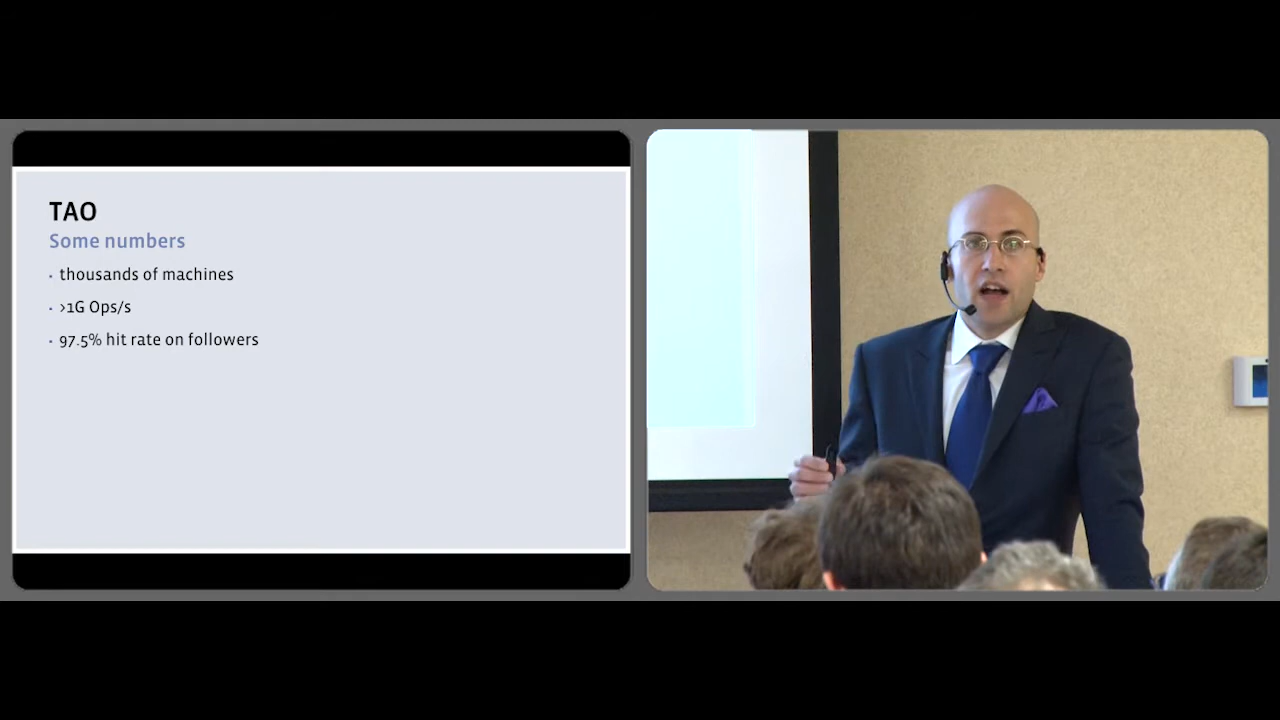 TAO
Some numbers
· thousands of machines
· >1G Ops/s
· 97.5% hit rate on followers